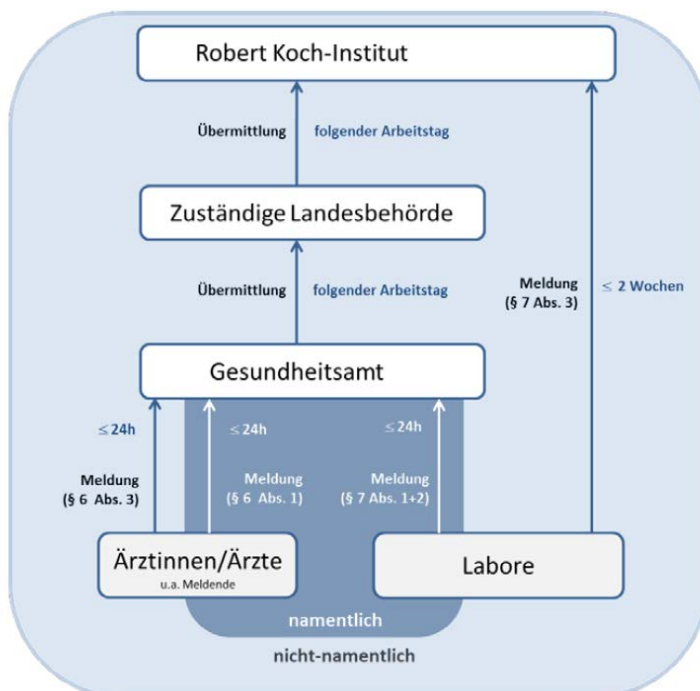 Robert Koch-Institut
Übermittlung folgender Arbeitstag
Zuständige Landesbehörde
Meldung
(§ 7 Abs. 3)
≤ 2 Wochen
Übermittlung folgender Arbeitstag
Gesundheitsamt
≤ 24h
≤ 24h
≤ 24h
Meldung
(§ 6 Abs. 3)
Meldung
(§ 6 Abs. 1)
Meldung
(§ 7 Abs. 1+2)
Ärztinnen/Ärzte
u.a. Meldende
Labore
namentlich
nicht-namentlich